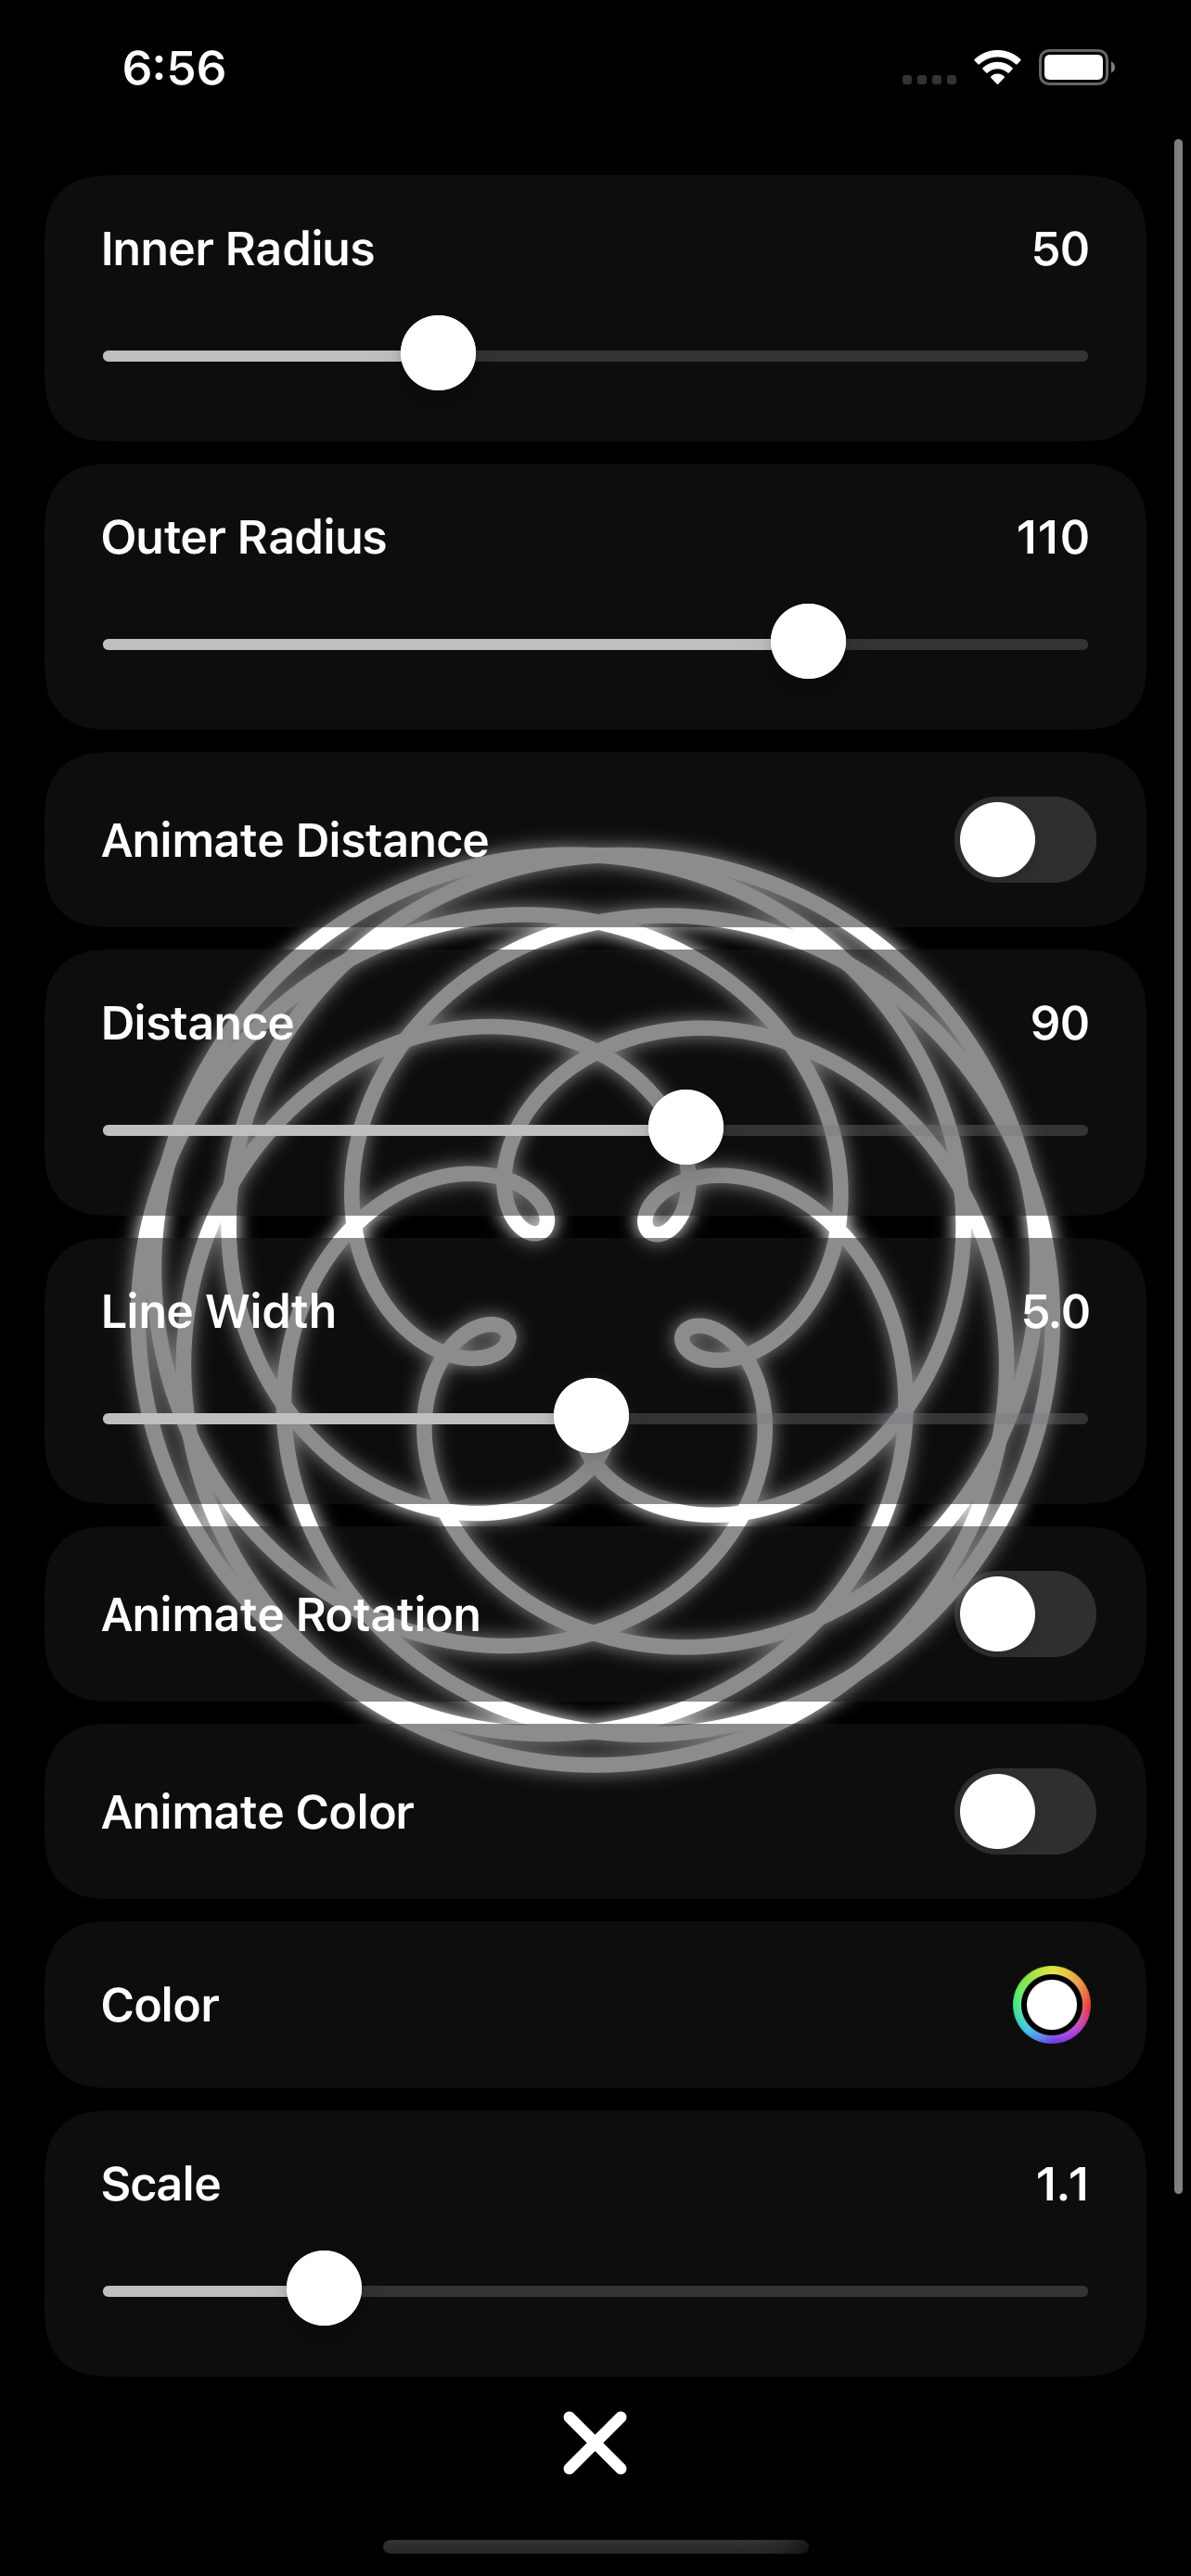 6:56
Inner Radius 50
Outer Radius 110
Animate Distance
Distance 90
Line Width 5.0
Animate Rotation
Animate Color
Color
Scale 1.1